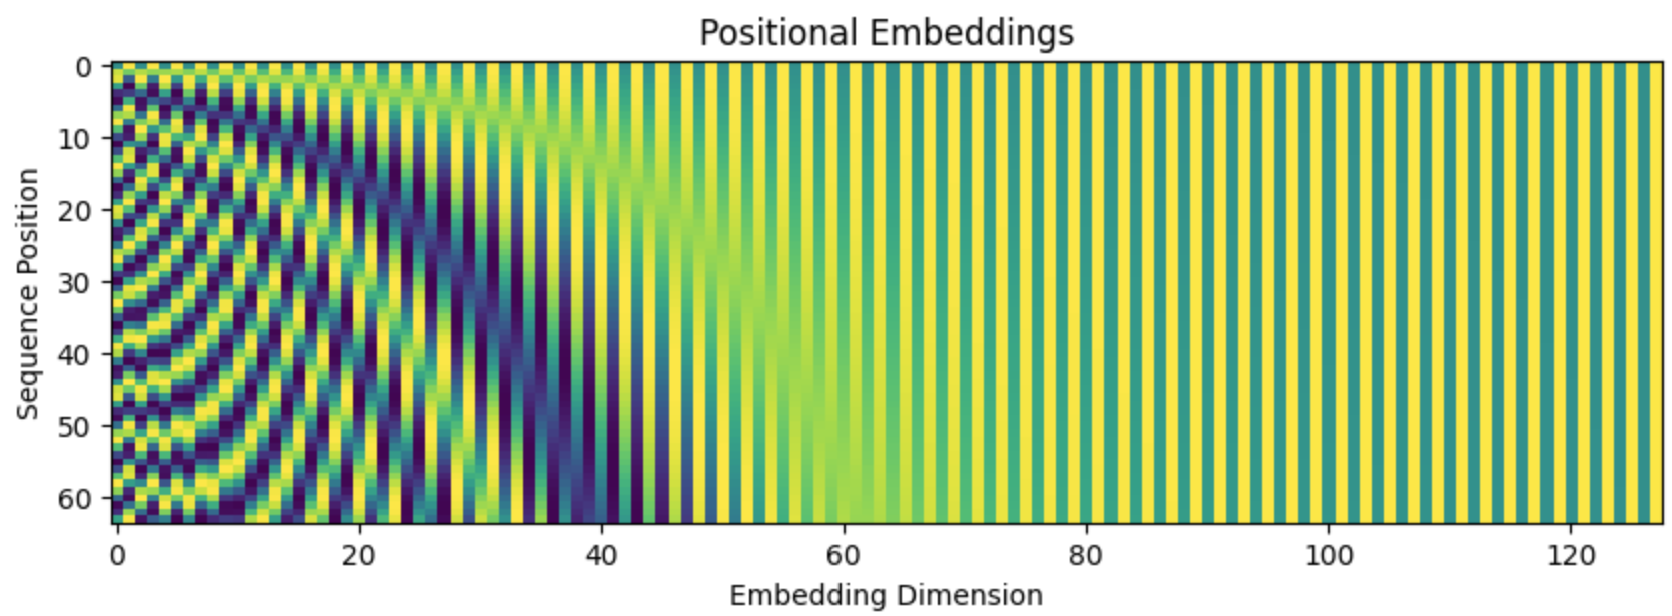 Positional Embeddings
0
10
20
30
40
50
60
Sequence Position
0 20 40 60 80 100 120
Embedding Dimension